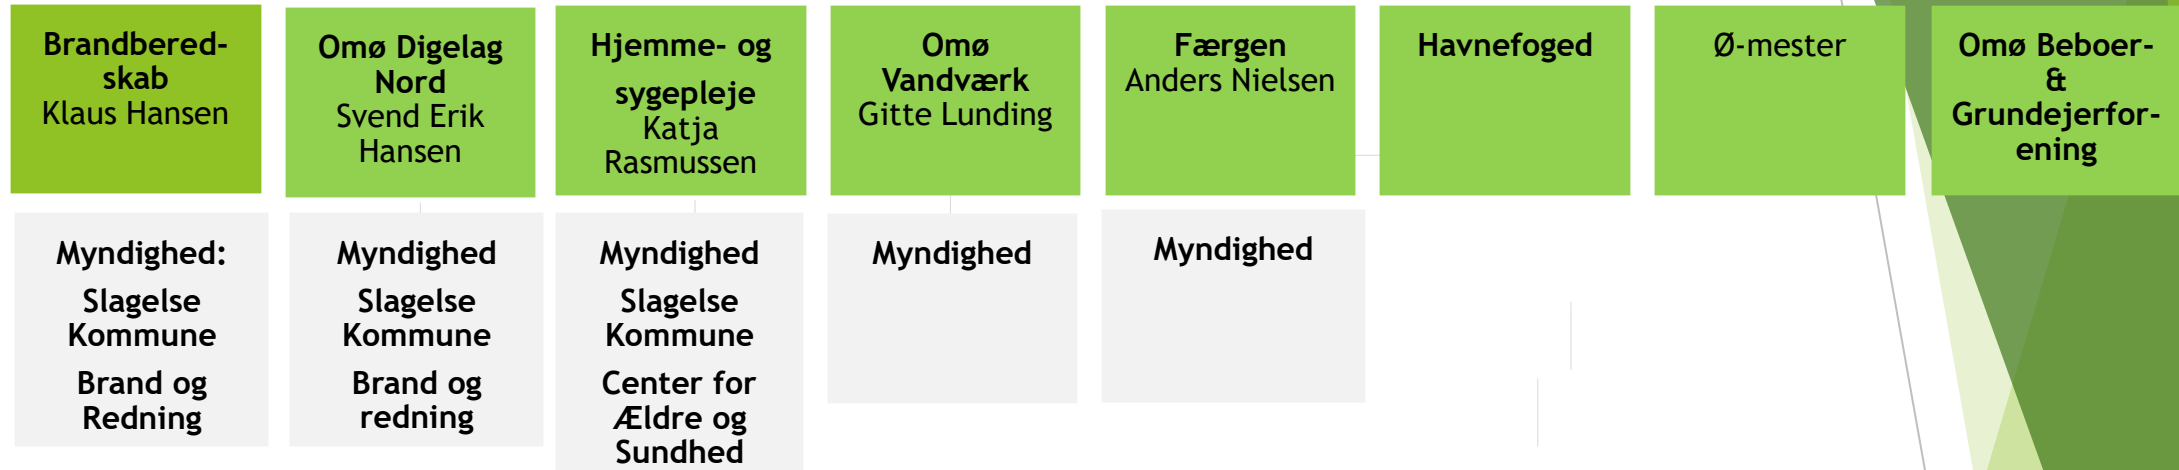 Brandbered-
skab
Klaus Hansen
Omø Digelag
Nord
Svend Erik
Hansen
Hjemme- og
sygepleje
Katja
Rasmussen
Omø
Vandværk
Gitte Lunding
Færgen
Anders Nielsen
Havnefoged
Ø-mester
Omø Beboer-
&
Grundejerfor-
ening
Myndighed:
Slagelse
Kommune
Brand og
Redning
Myndighed
Slagelse
Kommune
Brand og
redning
Myndighed
Slagelse
Kommune
Center for
Ældre og
Sundhed
Myndighed
Myndighed